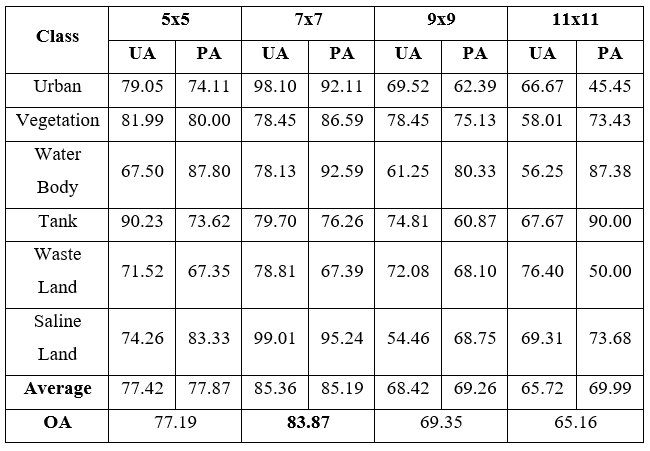 Class 5x5 7x7 9x9 11x11
UA PA UA PA UA PA UA PA
Urban 79.05 74.11 98.10 92.11 69.52 62.39 66.67 45.45
Vegetation 81.99 80.00 78.45 86.59 78.45 75.13 58.01 73.43
Water
Body 67.50 87.80 78.13 92.59 61.25 80.33 56.25 87.38
Tank 90.23 73.62 79.70 76.26 74.81 60.87 67.67 90.00
Waste
Land 71.52 67.35 78.81 67.39 72.08 68.10 76.40 50.00
Saline
Land 74.26 83.33 99.01 95.24 54.46 68.75 69.31 73.68
Average 77.42 77.87 85.36 85.19 68.42 69.26 65.72 69.99
OA 77.19 83.87 69.35 65.16